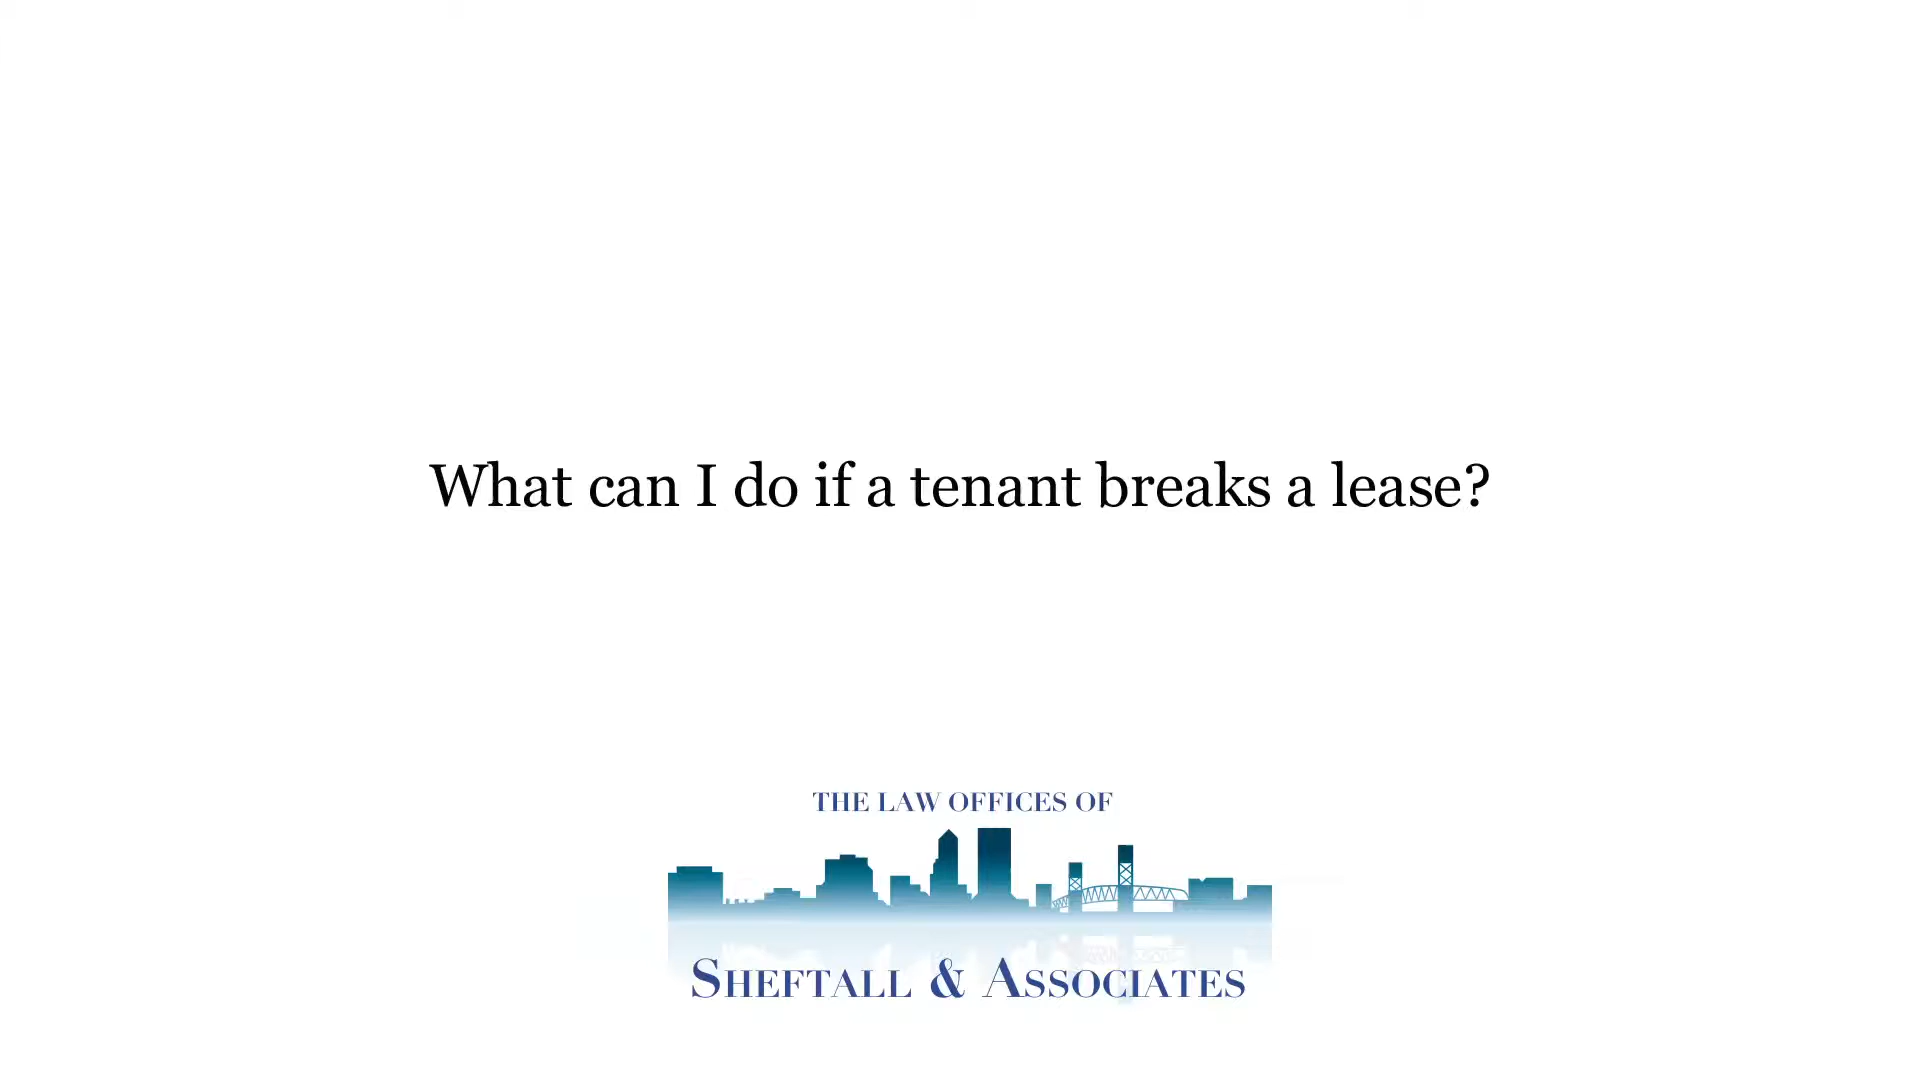 What can I do if a tenant breaks a lease?
THE LAW OFFICES OF
SHEFTALL & ASSOCIATES